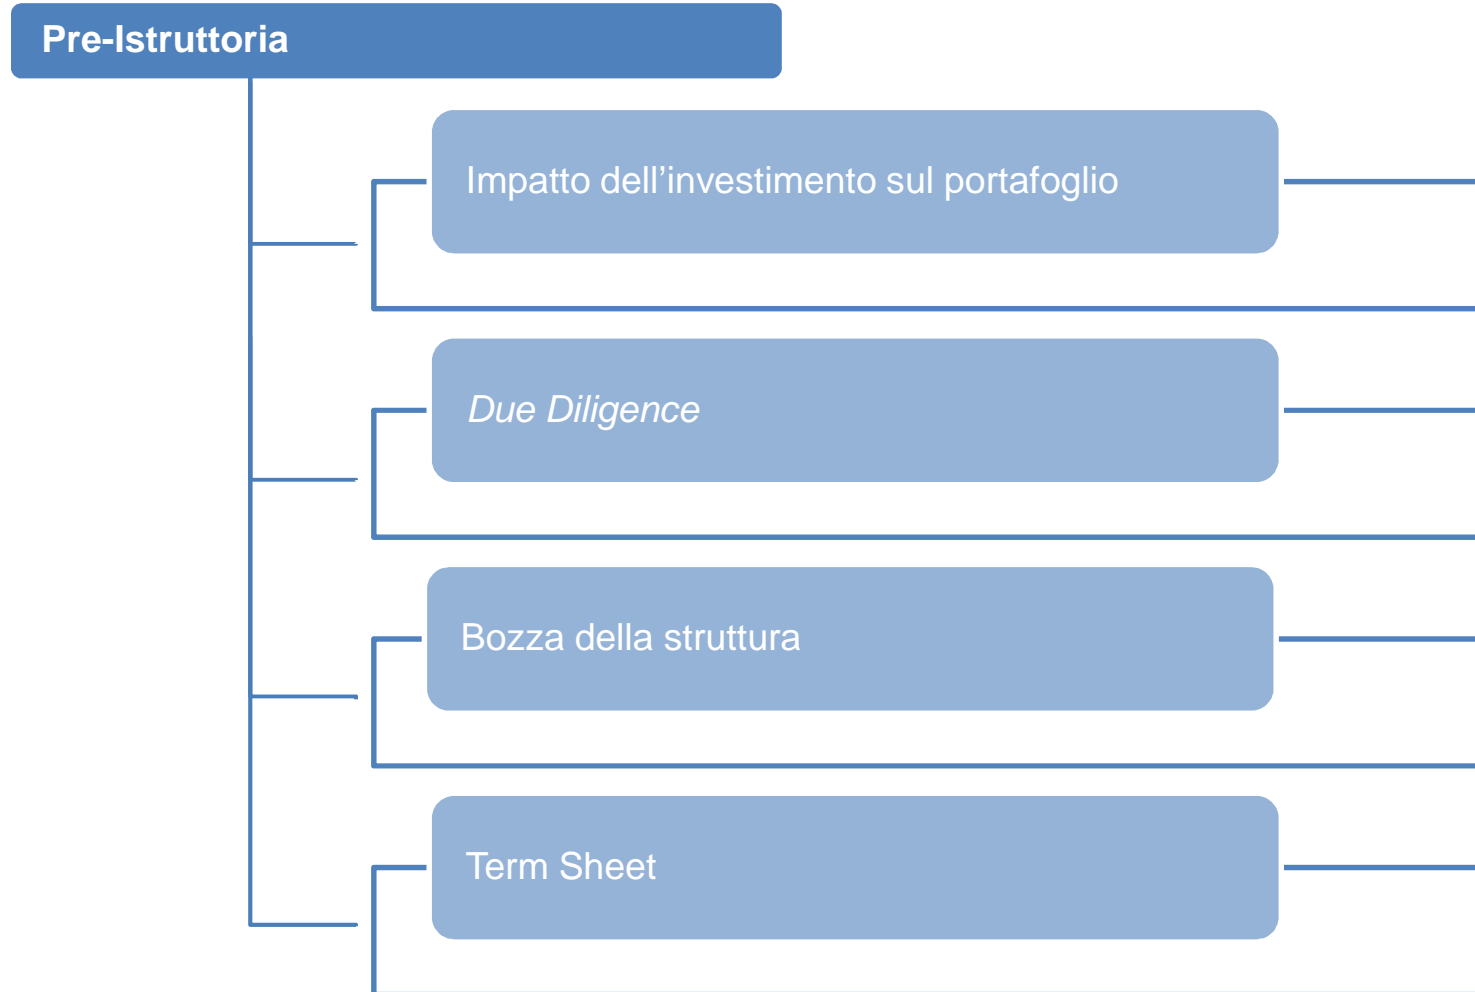 Pre-Istruttoria
Impatto dell’investimento sul portafoglio
Due Diligence
Bozza della struttura
Term Sheet